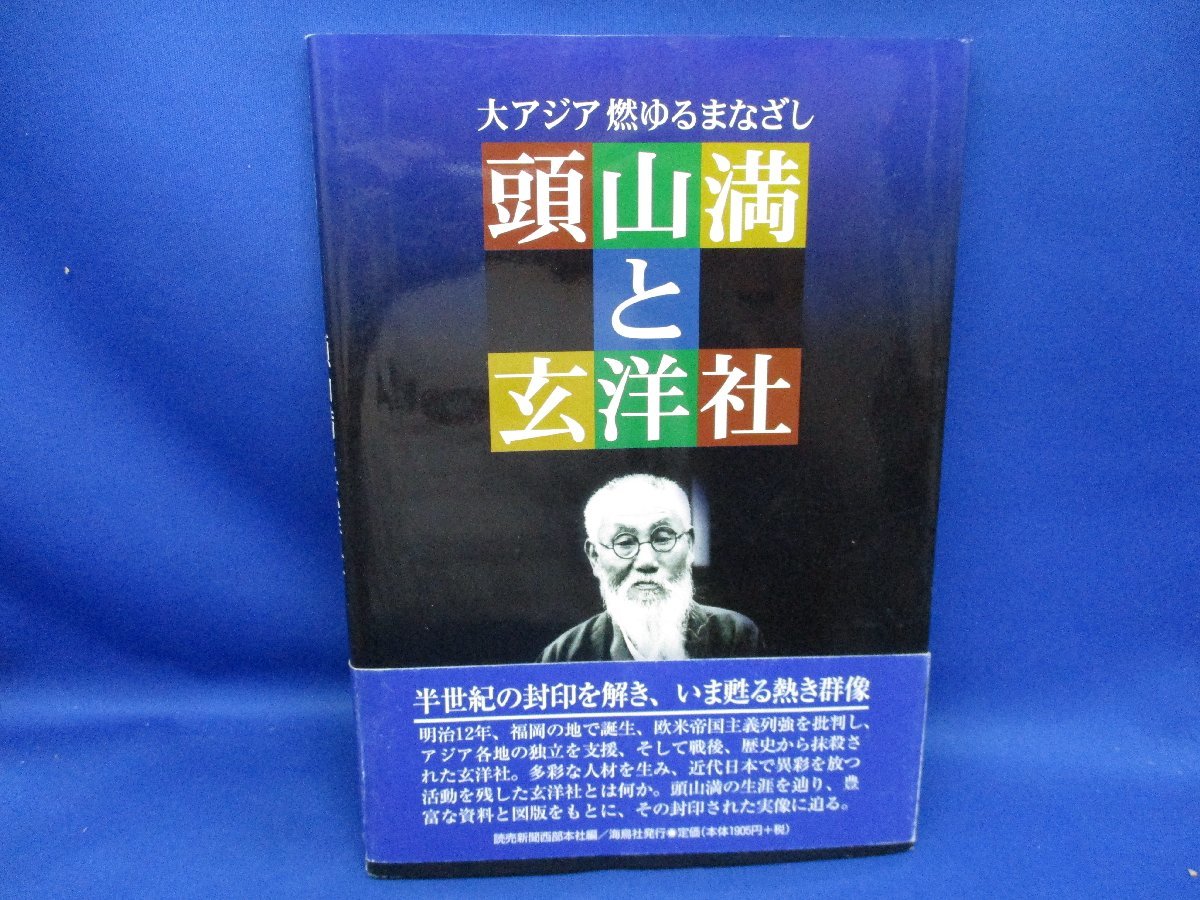 大アジア 燃ゆるまなざし
頭山満
と
玄洋社
半世紀の封印を解き、いま甦る熱き群像
明治12年、福岡の地で誕生、欧米帝国主義列強を批判し、
アジア各地の独立を支援、そして戦後、歴史から抹殺さ
れた玄洋社。多彩な人材を生み、近代日本で異彩を放つ
活動を残した玄洋社とは何か。頭山満の生涯を辿り、豊
富な資料と図版をもとに、その封印された実像に迫る。
読売新聞西部本社編／海鳥社発行●定価（本体1905円＋税）